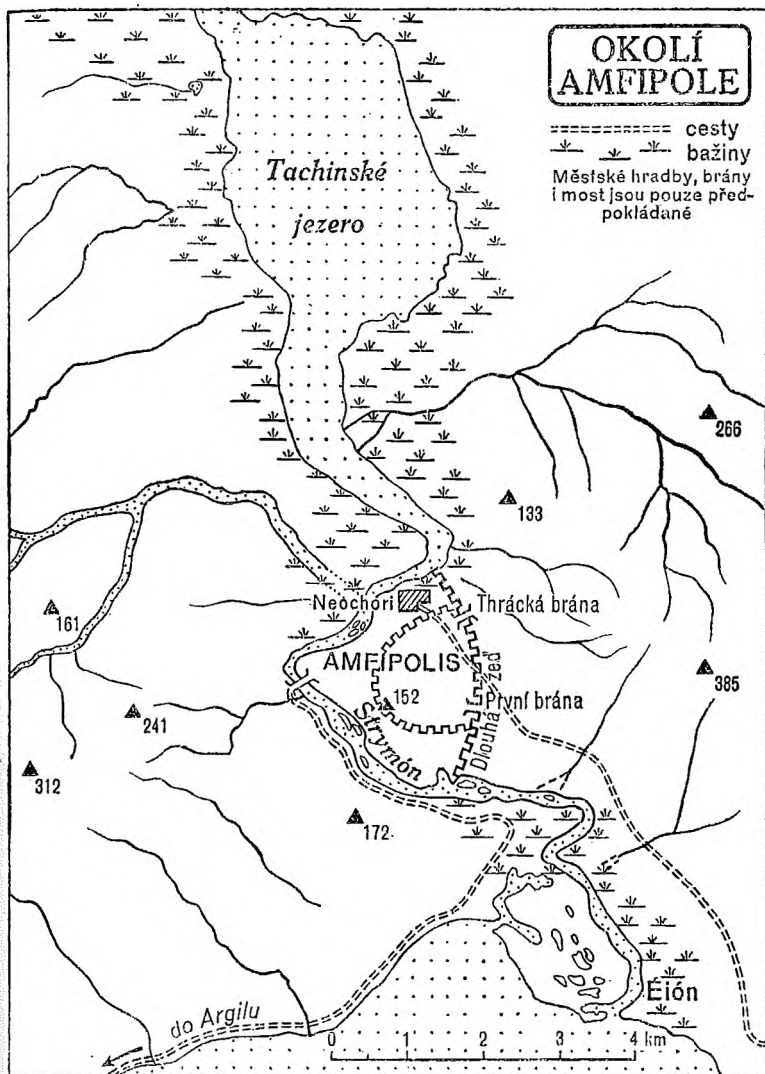 OKOLÍ
AMFIPOLE
cesty
bažiny
Městské hradby, brány
i most jsou pouze před-
pokládané
Tachinské
jezero
266
133
161
Neochori
Thrácká brána
AMFIPOLIS
385
152
První brána
Dlouhá zeď
241
Strymón
312
172
Éión
do Argilu
0 1 2 4 km